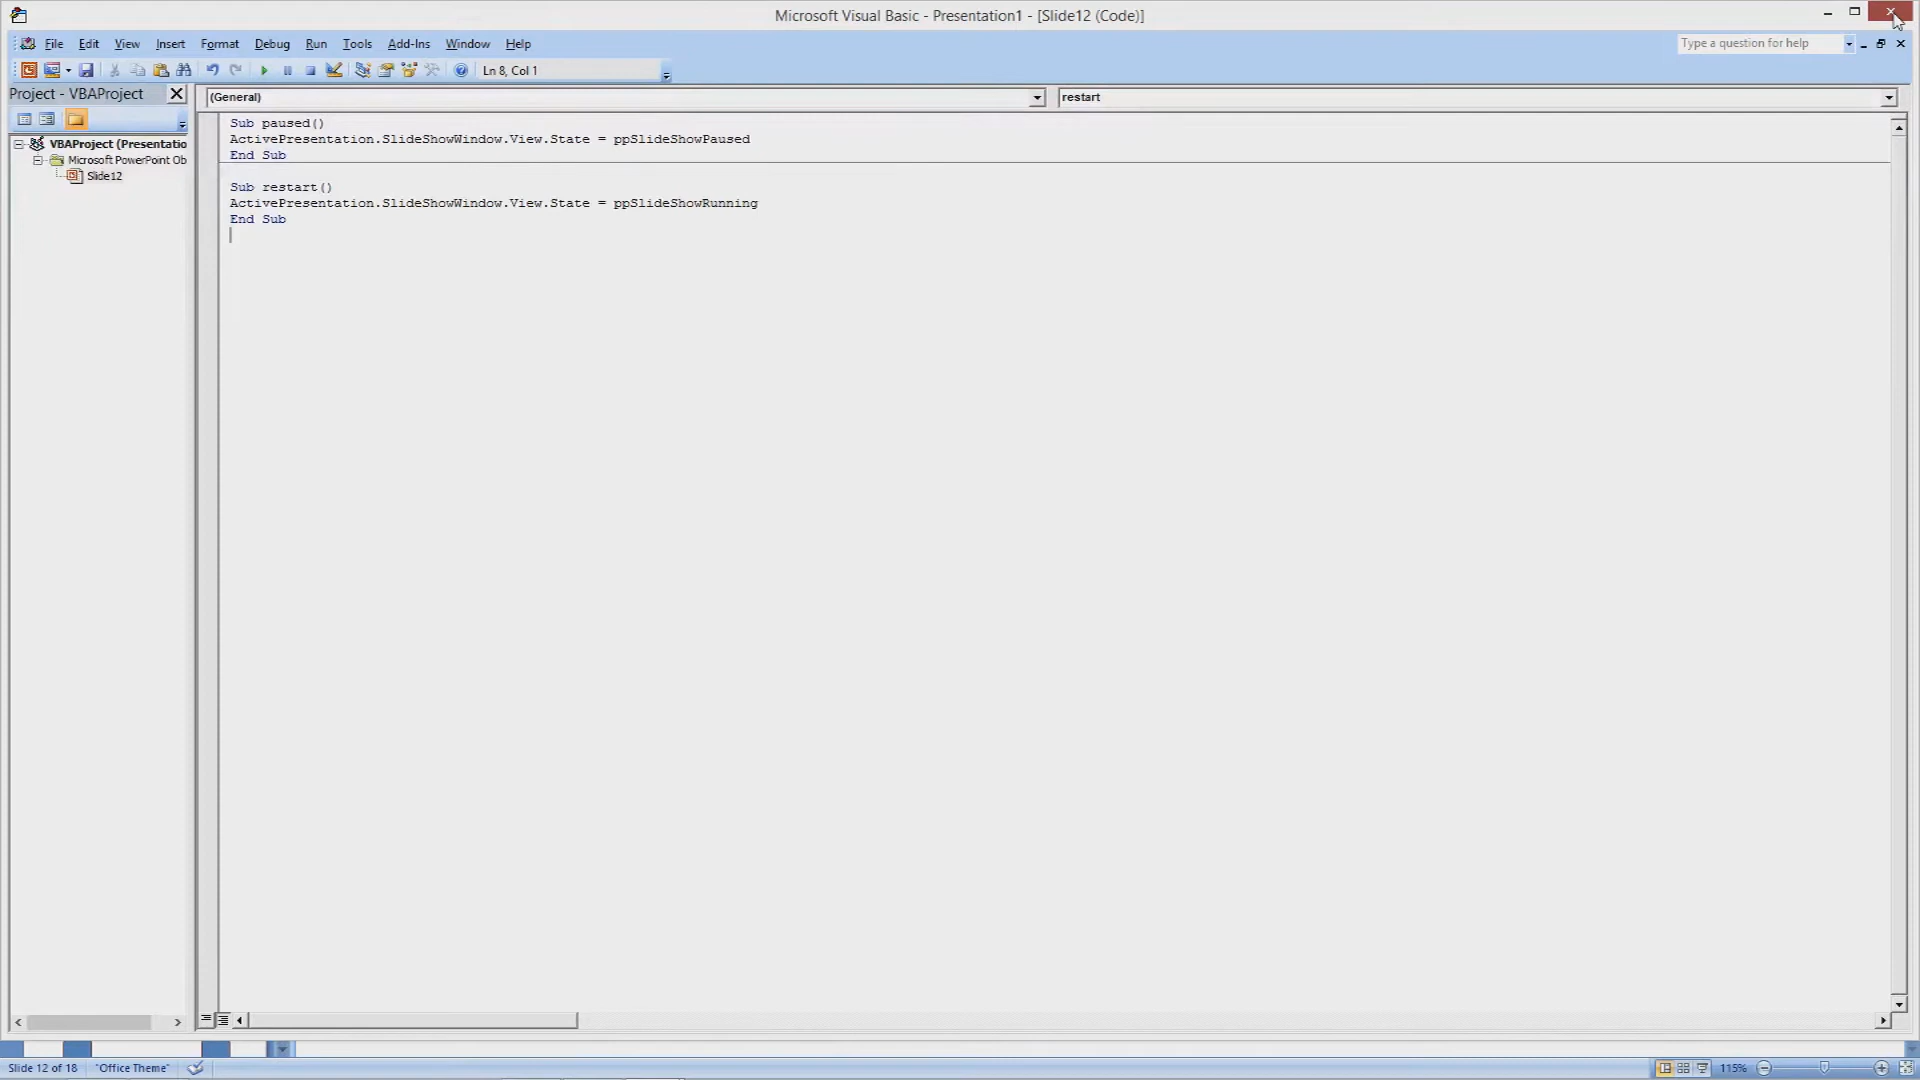 Microsoft Visual Basic - Presentation1 - [Slide12 (Code)]
File Edit View Insert Format Debug Run Tools Add-Ins Window Help
Type a question for help
Ln 8, Col 1
Project - VBAProject
(General)
restart
VBAProject (Presentatio
Microsoft PowerPoint Ob
Slide12
Sub paused()
ActivePresentation.SlideShowWindow.View.State = ppSlideShowPaused
End Sub
Sub restart()
ActivePresentation.SlideShowWindow.View.State = ppSlideShowRunning
End Sub
Slide 12 of 18
"Office Theme"
115%